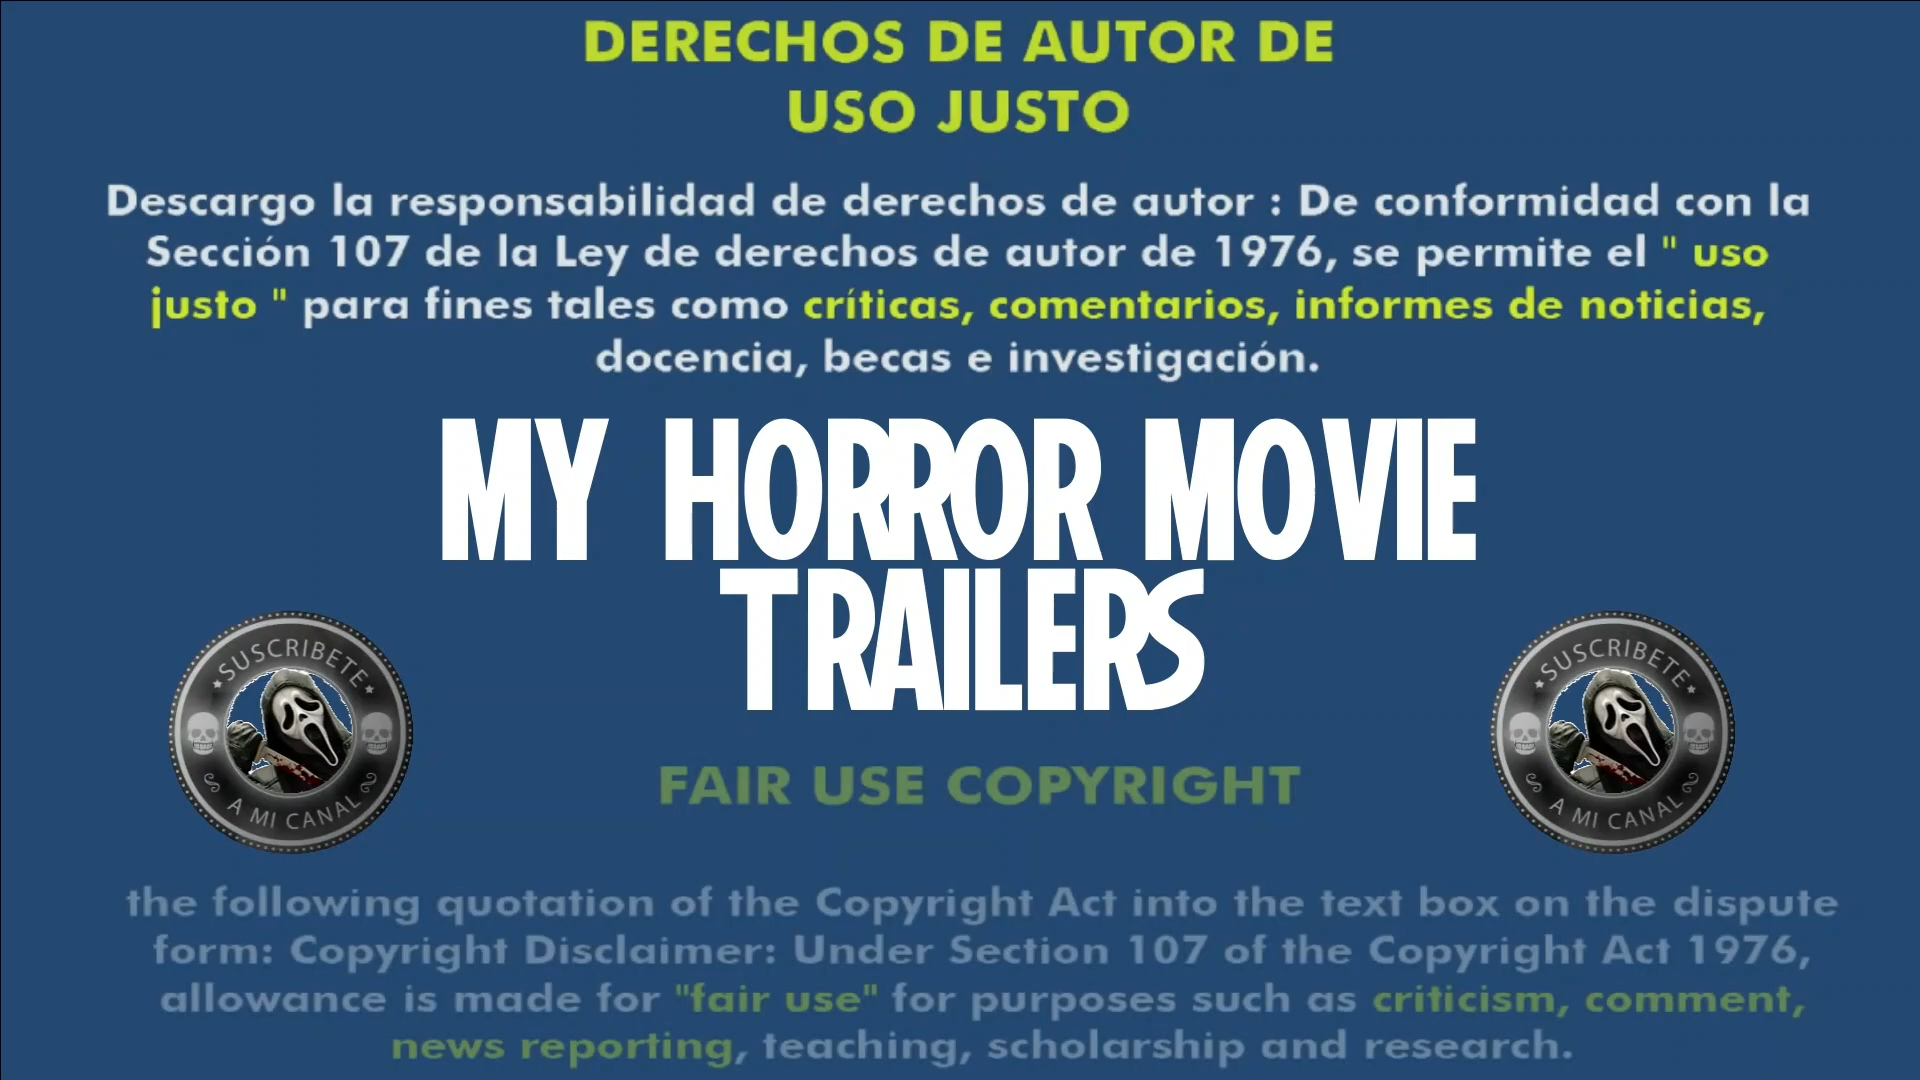 DERECHOS DE AUTOR DE
USO JUSTO
Descargo la responsabilidad de derechos de autor : De conformidad con la
Sección 107 de la Ley de derechos de autor de 1976, se permite el " uso
justo " para fines tales como críticas, comentarios, informes de noticias,
docencia, becas e investigación.
MY HORROR MOVIE
TRAILERS
SUSCRIBETE
A MI CANAL
SUSCRIBETE
A MI CANAL
FAIR USE COPYRIGHT
the following quotation of the Copyright Act into the text box on the dispute
form: Copyright Disclaimer: Under Section 107 of the Copyright Act 1976,
allowance is made for "fair use" for purposes such as criticism, comment,
news reporting, teaching, scholarship and research.